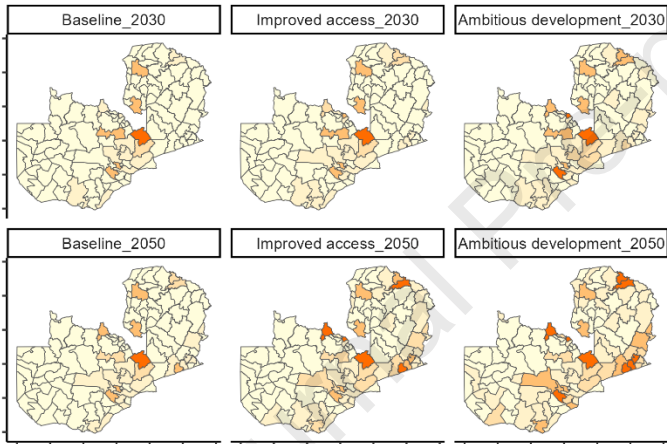 Baseline_2030
Improved access_2030
Ambitious development_2030
Baseline_2050
Improved access_2050
Ambitious development_2050